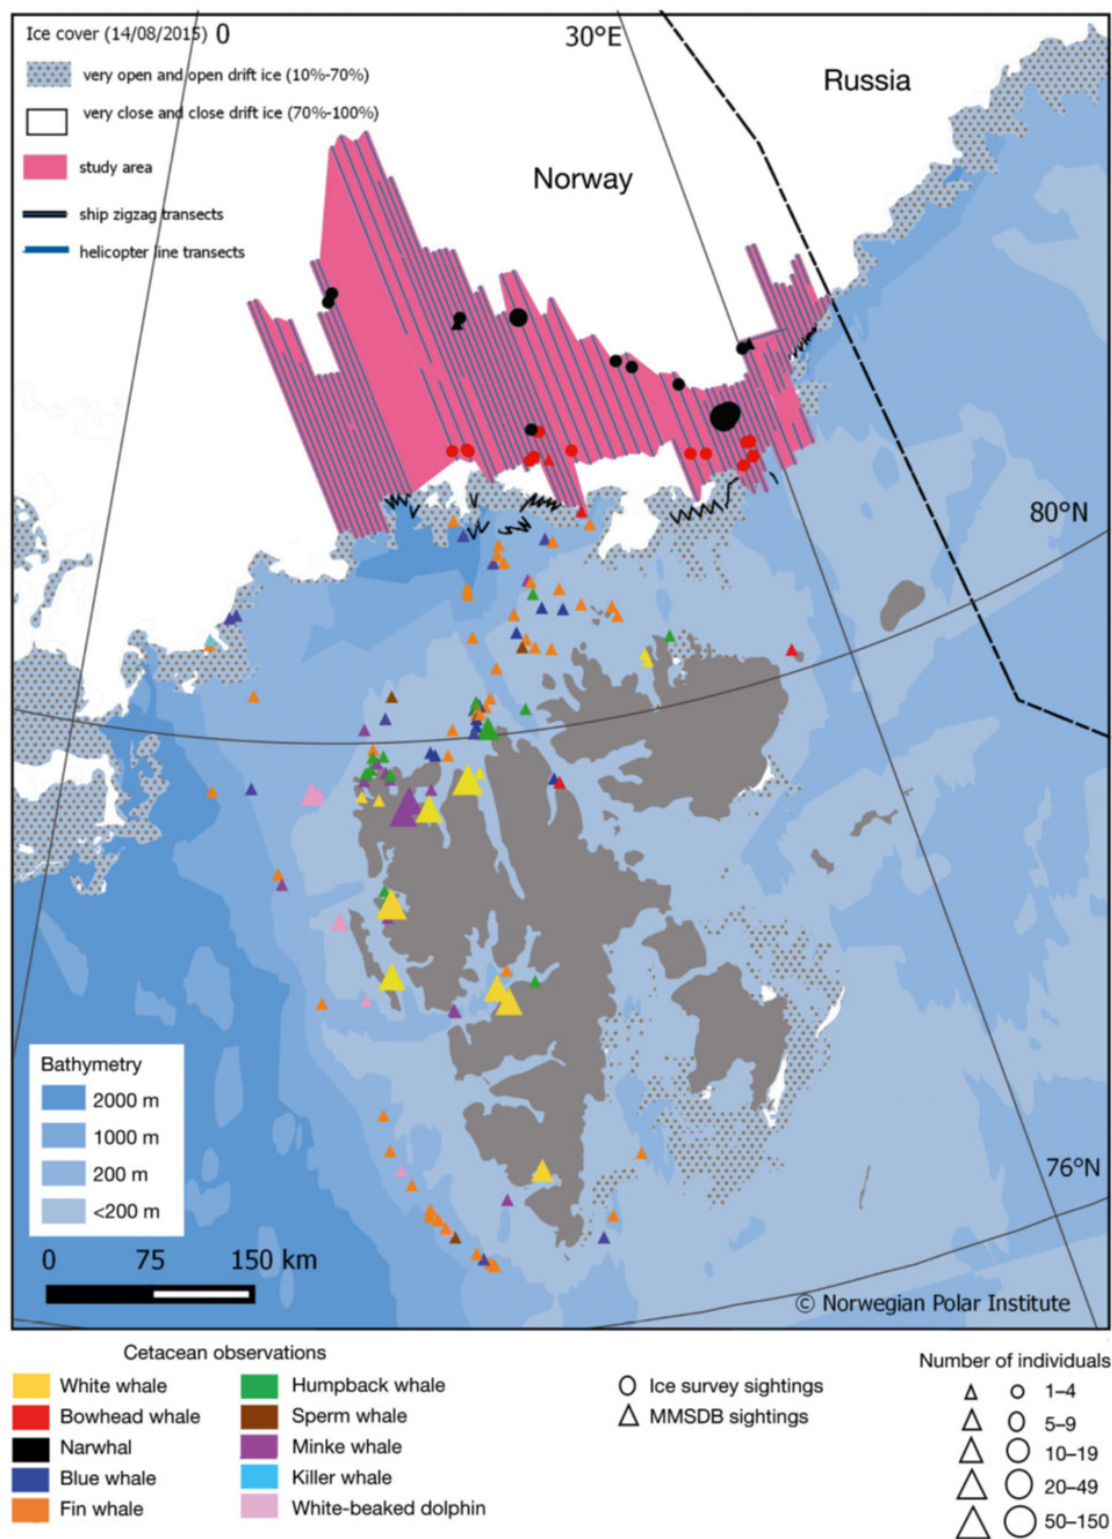 Ice cover (14/08/2015) 0
30°E
Russia
very open and open drift ice (10%-70%)
very close and close drift ice (70%-100%)
study area
Norway
ship zigzag transects
helicopter line transects
80°N
Bathymetry
2000 m
1000 m
200 m
<200 m
76°N
0 75 150 km
© Norwegian Polar Institute
Cetacean observations
White whale
Bowhead whale
Narwhal
Blue whale
Fin whale
Humpback whale
Sperm whale
Minke whale
Killer whale
White-beaked dolphin
Ice survey sightings
MMSDB sightings
Number of individuals
1–4
5–9
10–19
20–49
50–150